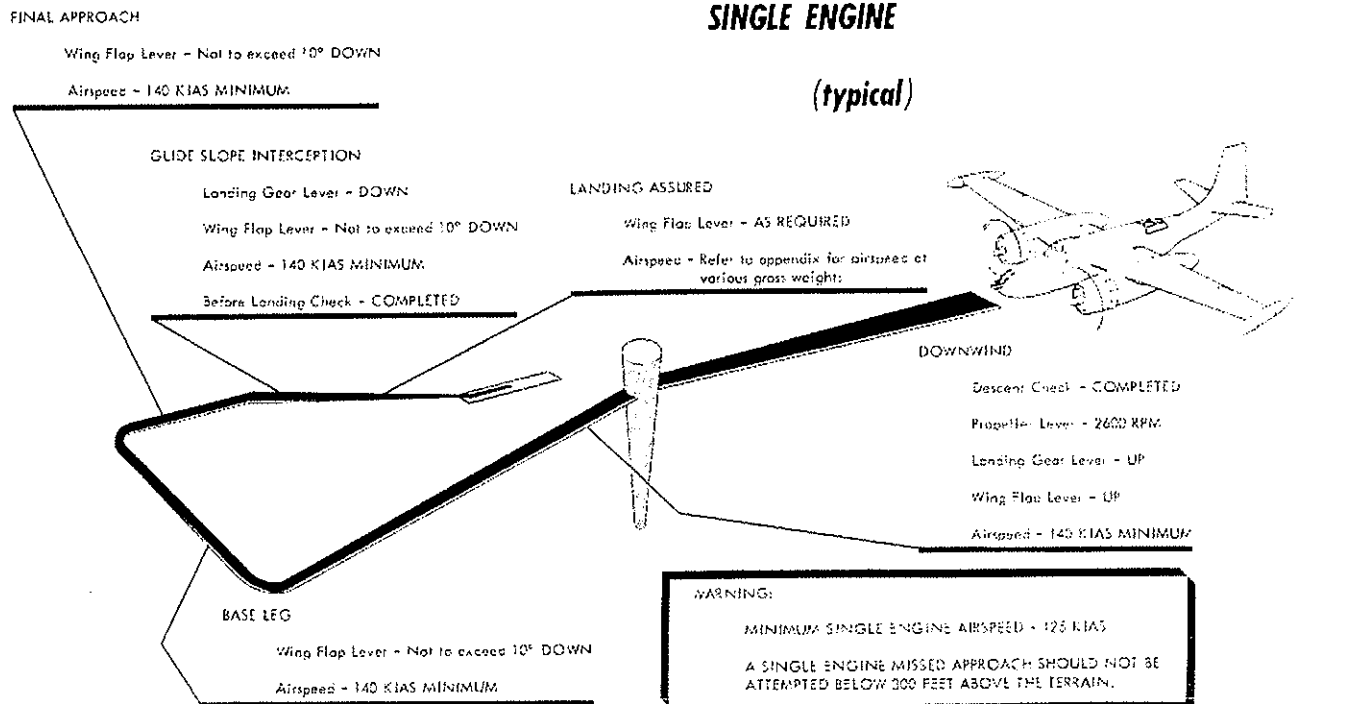 SINGLE ENGINE
(typical)
FINAL APPROACH
Wing Flap Lever - Not to exceed 10° DOWN
Airspeed - 140 KIAS MINIMUM
GLIDE SLOPE INTERCEPTION
Landing Gear Lever - DOWN
Wing Flap Lever - Not to exceed 10° DOWN
Airspeed - 140 KIAS MINIMUM
Before Landing Check - COMPLETED
LANDING ASSURED
Wing Flap Lever - AS REQUIRED
Airspeed - Refer to appendix for airspeed at
various gross weights
DOWNWIND
Descent Check - COMPLETED
Propeller Lever - 2600 RPM
Landing Gear Lever - UP
Wing Flap Lever - UP
Airspeed - 140 KIAS MINIMUM
BASE LEG
Wing Flap Lever - Not to exceed 10° DOWN
Airspeed - 140 KIAS MINIMUM
WARNING:
MINIMUM SINGLE ENGINE AIRSPEED - 125 KIAS
A SINGLE ENGINE MISSED APPROACH SHOULD NOT BE
ATTEMPTED BELOW FEET ABOVE THE TERRAIN.